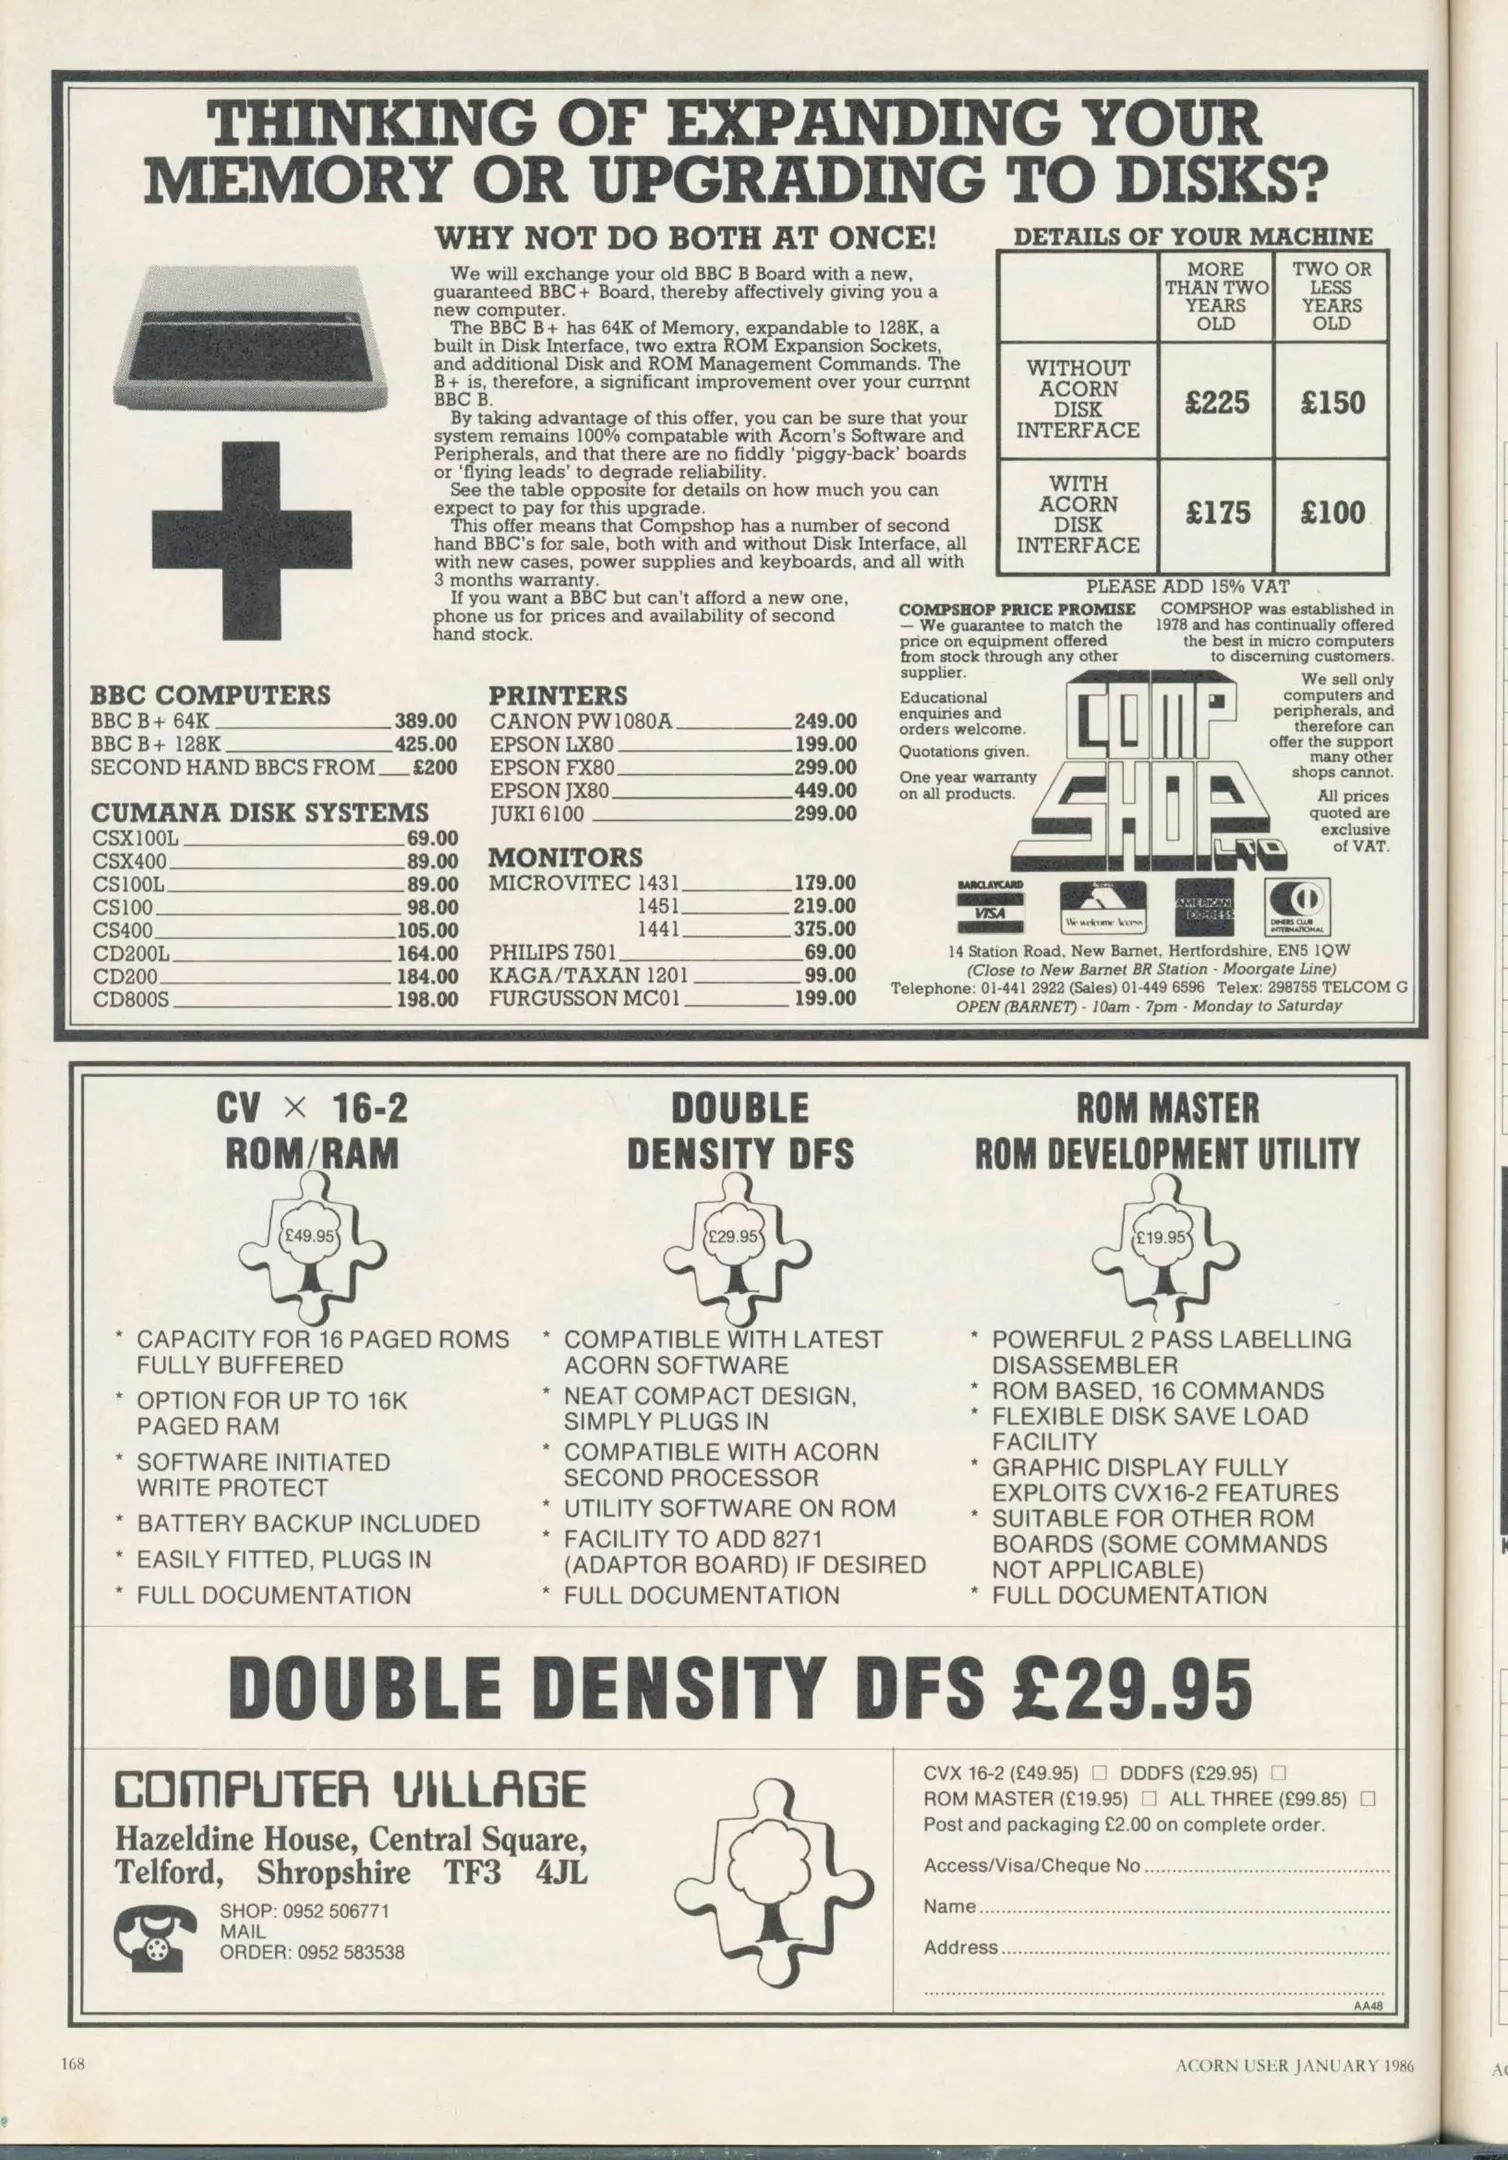 THINKING OF EXPANDING YOUR
MEMORY OR UPGRADING TO DISKS?
WHY NOT DO BOTH AT ONCE!
We will exchange your old BBC B Board with a new,
guaranteed BBC+ Board, thereby affectively giving you a
new computer.
The BBC B+ has 64K of Memory, expandable to 128K, a
built in Disk Interface, two extra ROM Expansion Sockets,
and additional Disk and ROM Management Commands. The
B+ is, therefore, a significant improvement over your currnnt
BBC B.
By taking advantage of this offer, you can be sure that your
system remains 100% compatable with Acorn's Software and
Peripherals, and that there are no fiddly 'piggy-back' boards
or 'flying leads' to degrade reliability.
See the table opposite for details on how much you can
expect to pay for this upgrade.
This offer means that Compshop has a number of second
hand BBC's for sale, both with and without Disk Interface, all
with new cases, power supplies and keyboards, and all with
3 months warranty.
If you want a BBC but can't afford a new one,
phone us for prices and availability of second
hand stock.
DETAILS OF YOUR MACHINE
MORE
THAN TWO
YEARS
OLD
TWO OR
LESS
YEARS
OLD
WITHOUT
ACORN
DISK
INTERFACE
£225
£150
WITH
ACORN
DISK
INTERFACE
£175
£100
PLEASE ADD 15% VAT
BBC COMPUTERS
BBC B+ 64K 389.00
BBC B+ 128K 425.00
SECOND HAND BBCS FROM £200
CUMANA DISK SYSTEMS
CSX100L 69.00
CSX400 89.00
CS100L 89.00
CS100 98.00
CS400 105.00
CD200L 164.00
CD200 184.00
CD800S 198.00
PRINTERS
CANON PW1080A 249.00
EPSON LX80 199.00
EPSON FX80 299.00
EPSON JX80 449.00
JUKI 6100 299.00
MONITORS
MICROVITEC 1431 179.00
1451 219.00
1441 375.00
PHILIPS 7501 69.00
KAGA/TAXAN 1201 99.00
FURGUSSON MC01 199.00
COMPSHOP PRICE PROMISE
— We guarantee to match the
price on equipment offered
from stock through any other
supplier.
Educational
enquiries and
orders welcome.
Quotations given.
One year warranty
on all products.
COMPSHOP was established in
1978 and has continually offered
the best in micro computers
to discerning customers.
We sell only
computers and
peripherals, and
therefore can
offer the support
many other
shops cannot.
All prices
quoted are
exclusive
of VAT.
COMP
SHOP
LTD
BARCLAYCARD
VISA
We welcome Access
AMERICAN
EXPRESS
DINERS CLUB
INTERNATIONAL
14 Station Road, New Barnet, Hertfordshire, EN5 1QW
(Close to New Barnet BR Station - Moorgate Line)
Telephone: 01-441 2922 (Sales) 01-449 6596 Telex: 298755 TELCOM G
OPEN (BARNET) - 10am - 7pm - Monday to Saturday
CV × 16-2
ROM/RAM
£49.95
* CAPACITY FOR 16 PAGED ROMS
FULLY BUFFERED
* OPTION FOR UP TO 16K
PAGED RAM
* SOFTWARE INITIATED
WRITE PROTECT
* BATTERY BACKUP INCLUDED
* EASILY FITTED, PLUGS IN
* FULL DOCUMENTATION
DOUBLE
DENSITY DFS
£29.95
* COMPATIBLE WITH LATEST
ACORN SOFTWARE
* NEAT COMPACT DESIGN,
SIMPLY PLUGS IN
* COMPATIBLE WITH ACORN
SECOND PROCESSOR
* UTILITY SOFTWARE ON ROM
* FACILITY TO ADD 8271
(ADAPTOR BOARD) IF DESIRED
* FULL DOCUMENTATION
ROM MASTER
ROM DEVELOPMENT UTILITY
£19.95
* POWERFUL 2 PASS LABELLING
DISASSEMBLER
* ROM BASED, 16 COMMANDS
* FLEXIBLE DISK SAVE LOAD
FACILITY
* GRAPHIC DISPLAY FULLY
EXPLOITS CVX16-2 FEATURES
* SUITABLE FOR OTHER ROM
BOARDS (SOME COMMANDS
NOT APPLICABLE)
* FULL DOCUMENTATION
DOUBLE DENSITY DFS £29.95
COMPUTER VILLAGE
Hazeldine House, Central Square,
Telford, Shropshire TF3 4JL
SHOP: 0952 506771
MAIL
ORDER: 0952 583538
CVX 16-2 (£49.95) □ DDDFS (£29.95) □
ROM MASTER (£19.95) □ ALL THREE (£99.85) □
Post and packaging £2.00 on complete order.
Access/Visa/Cheque No
Name
Address
AA48
168
ACORN USER JANUARY 1986